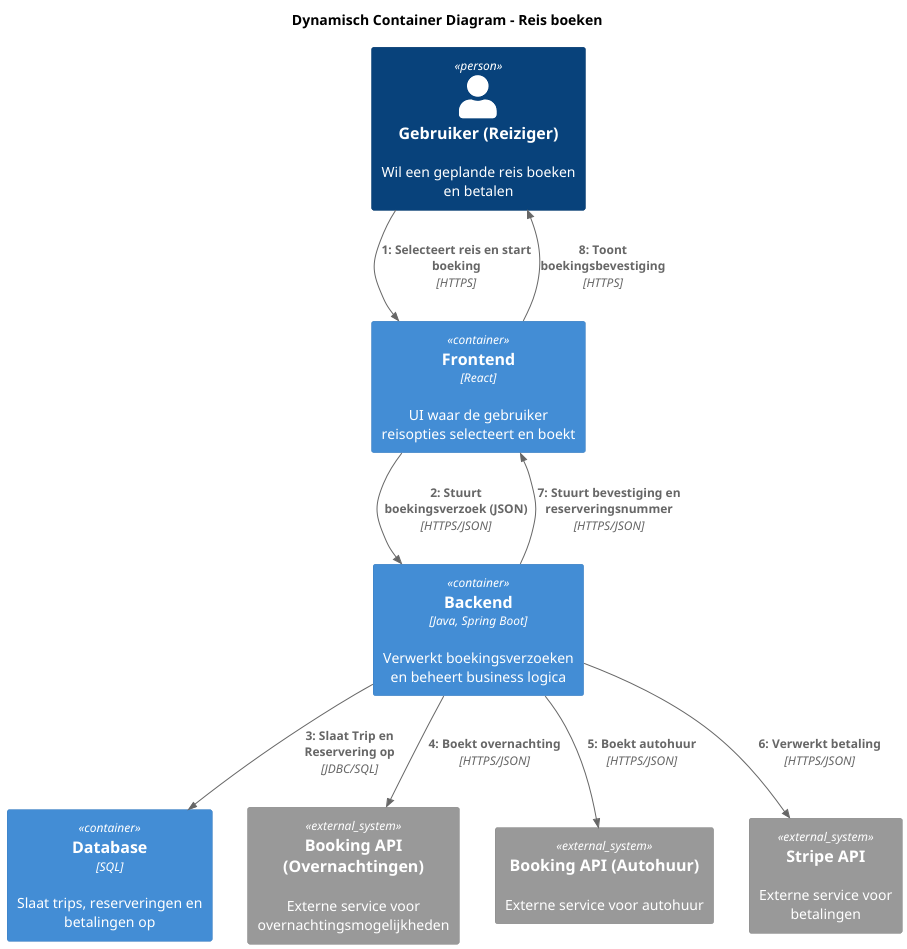 Dynamisch Container Diagram - Reis boeken
«person»
Gebruiker (Reiziger)
Wil een geplande reis boeken
en betalen
1: Selecteert reis en start
boeking
[HTTPS]
8: Toont
boekingsbevestiging
[HTTPS]
«container»
Frontend
[React]
UI waar de gebruiker
reisopties selecteert en boekt
2: Stuurt
boekingsverzoek (JSON)
[HTTPS/JSON]
7: Stuurt bevestiging en
reserveringsnummer
[HTTPS/JSON]
«container»
Backend
[Java, Spring Boot]
Verwerkt boekingsverzoeken
en beheert business logica
3: Slaat Trip en
Reservering op
[JDBC/SQL]
4: Boekt overnachting
[HTTPS/JSON]
5: Boekt autohuur
[HTTPS/JSON]
6: Verwerkt betaling
[HTTPS/JSON]
«container»
Database
[SQL]
Slaat trips, reserveringen en
betalingen op
«external_system»
Booking API
(Overnachtingen)
Externe service voor
overnachtingsmogelijkheden
«external_system»
Booking API (Autohuur)
Externe service voor autohuur
«external_system»
Stripe API
Externe service voor
betalingen